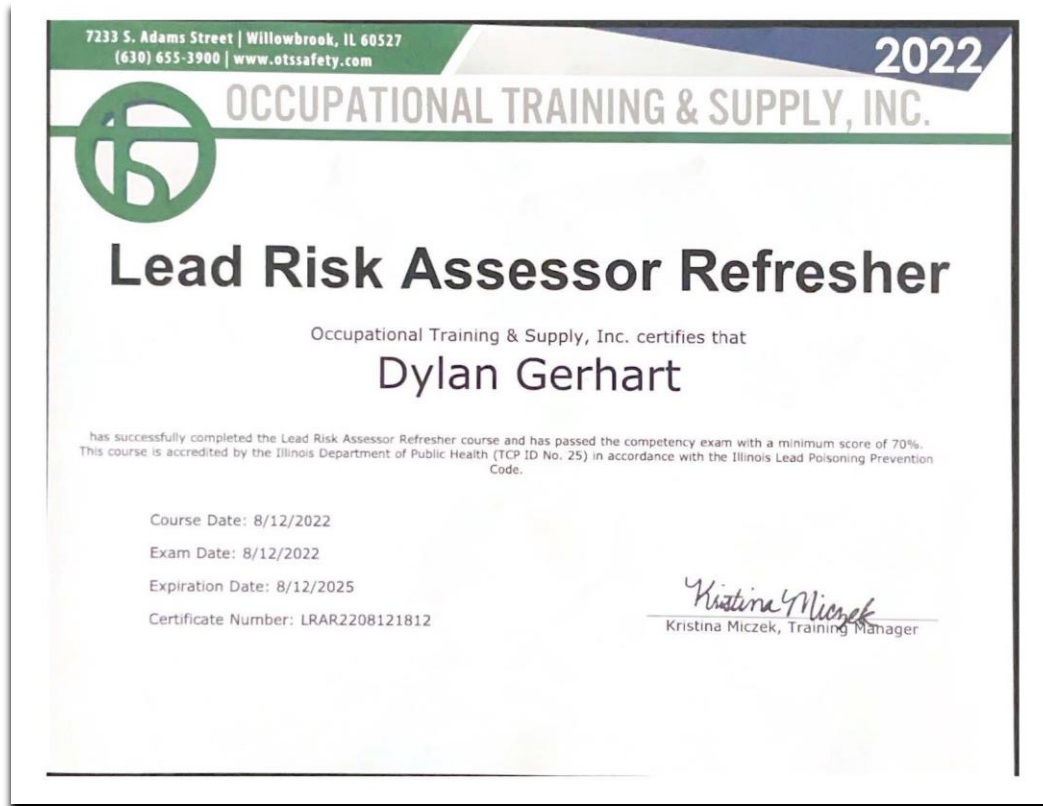 7233 S. Adams Street | Willowbrook, IL 60527
(630) 655-3900 | www.otssafety.com
2022
OCCUPATIONAL TRAINING & SUPPLY, INC.
Lead Risk Assessor Refresher
Occupational Training & Supply, Inc. certifies that
Dylan Gerhart
has successfully completed the Lead Risk Assessor Refresher course and has passed the competency exam with a minimum score of 70%.
This course is accredited by the Illinois Department of Public Health (TCP ID No. 25) in accordance with the Illinois Lead Poisoning Prevention
Code.
Course Date: 8/12/2022
Exam Date: 8/12/2022
Expiration Date: 8/12/2025
Certificate Number: LRAR2208121812
Kristina Miczek
Kristina Miczek, Training Manager